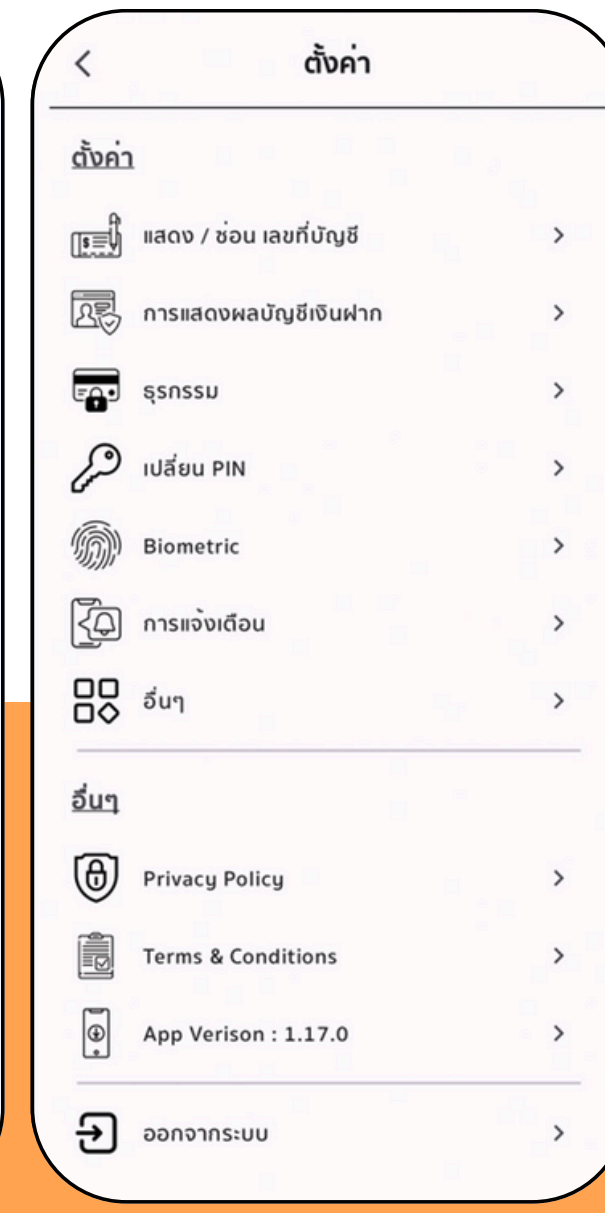 ตั้งค่า
ตั้งค่า
แสดง / ซ่อน เลขที่บัญชี
การแสดงผลบัญชีเงินฝาก
ธุรกรรม
เปลี่ยน PIN
Biometric
การแจ้งเตือน
อื่นๆ
อื่นๆ
Privacy Policy
Terms & Conditions
App Verison : 1.17.0
ออกจากระบบ